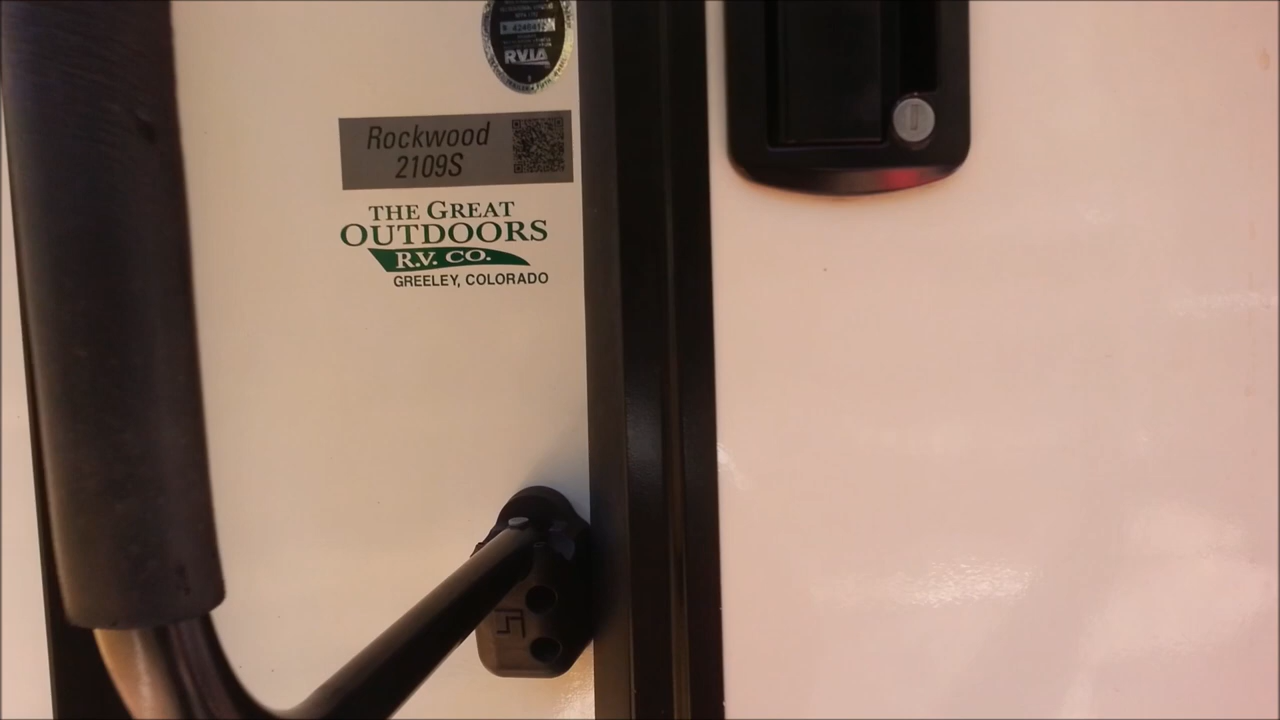 RVIA
Rockwood
2109S
THE GREAT
OUTDOORS
R.V. CO.
GREELEY, COLORADO